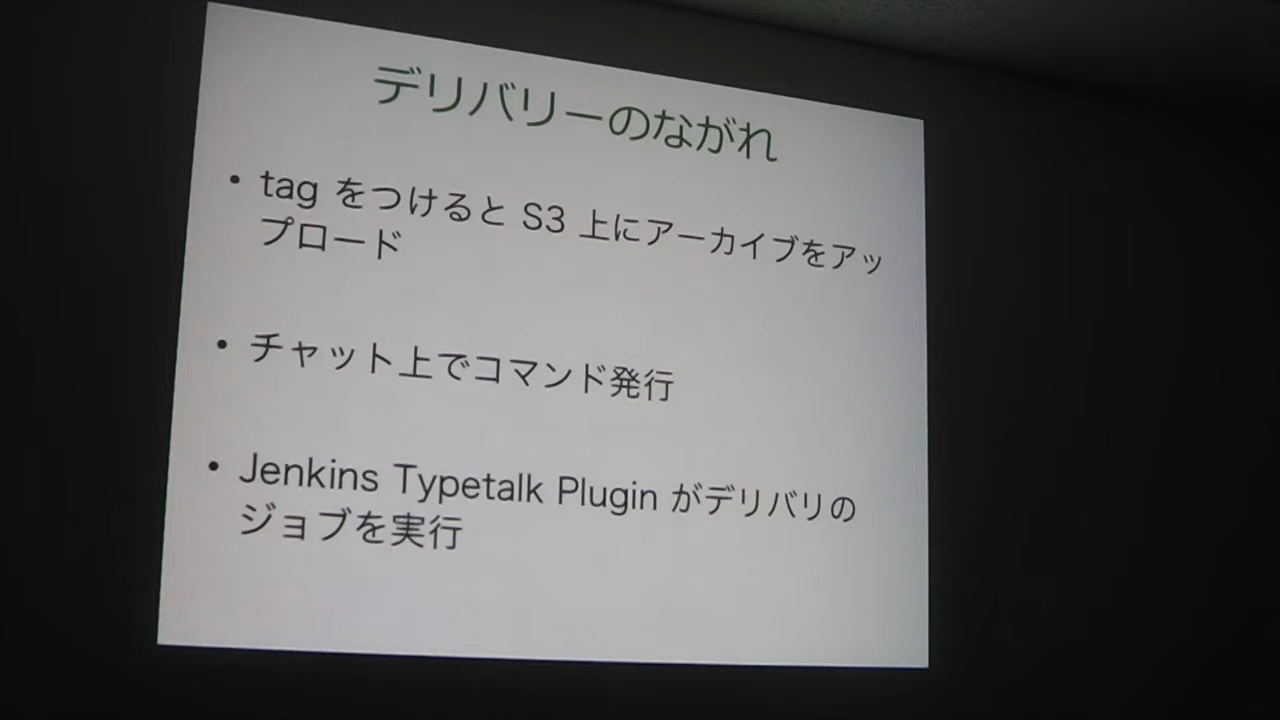 デリバリーのながれ
• tag をつけると S3 上にアーカイブをアッ
プロード
• チャット上でコマンド発行
• Jenkins Typetalk Plugin がデリバリの
ジョブを実行